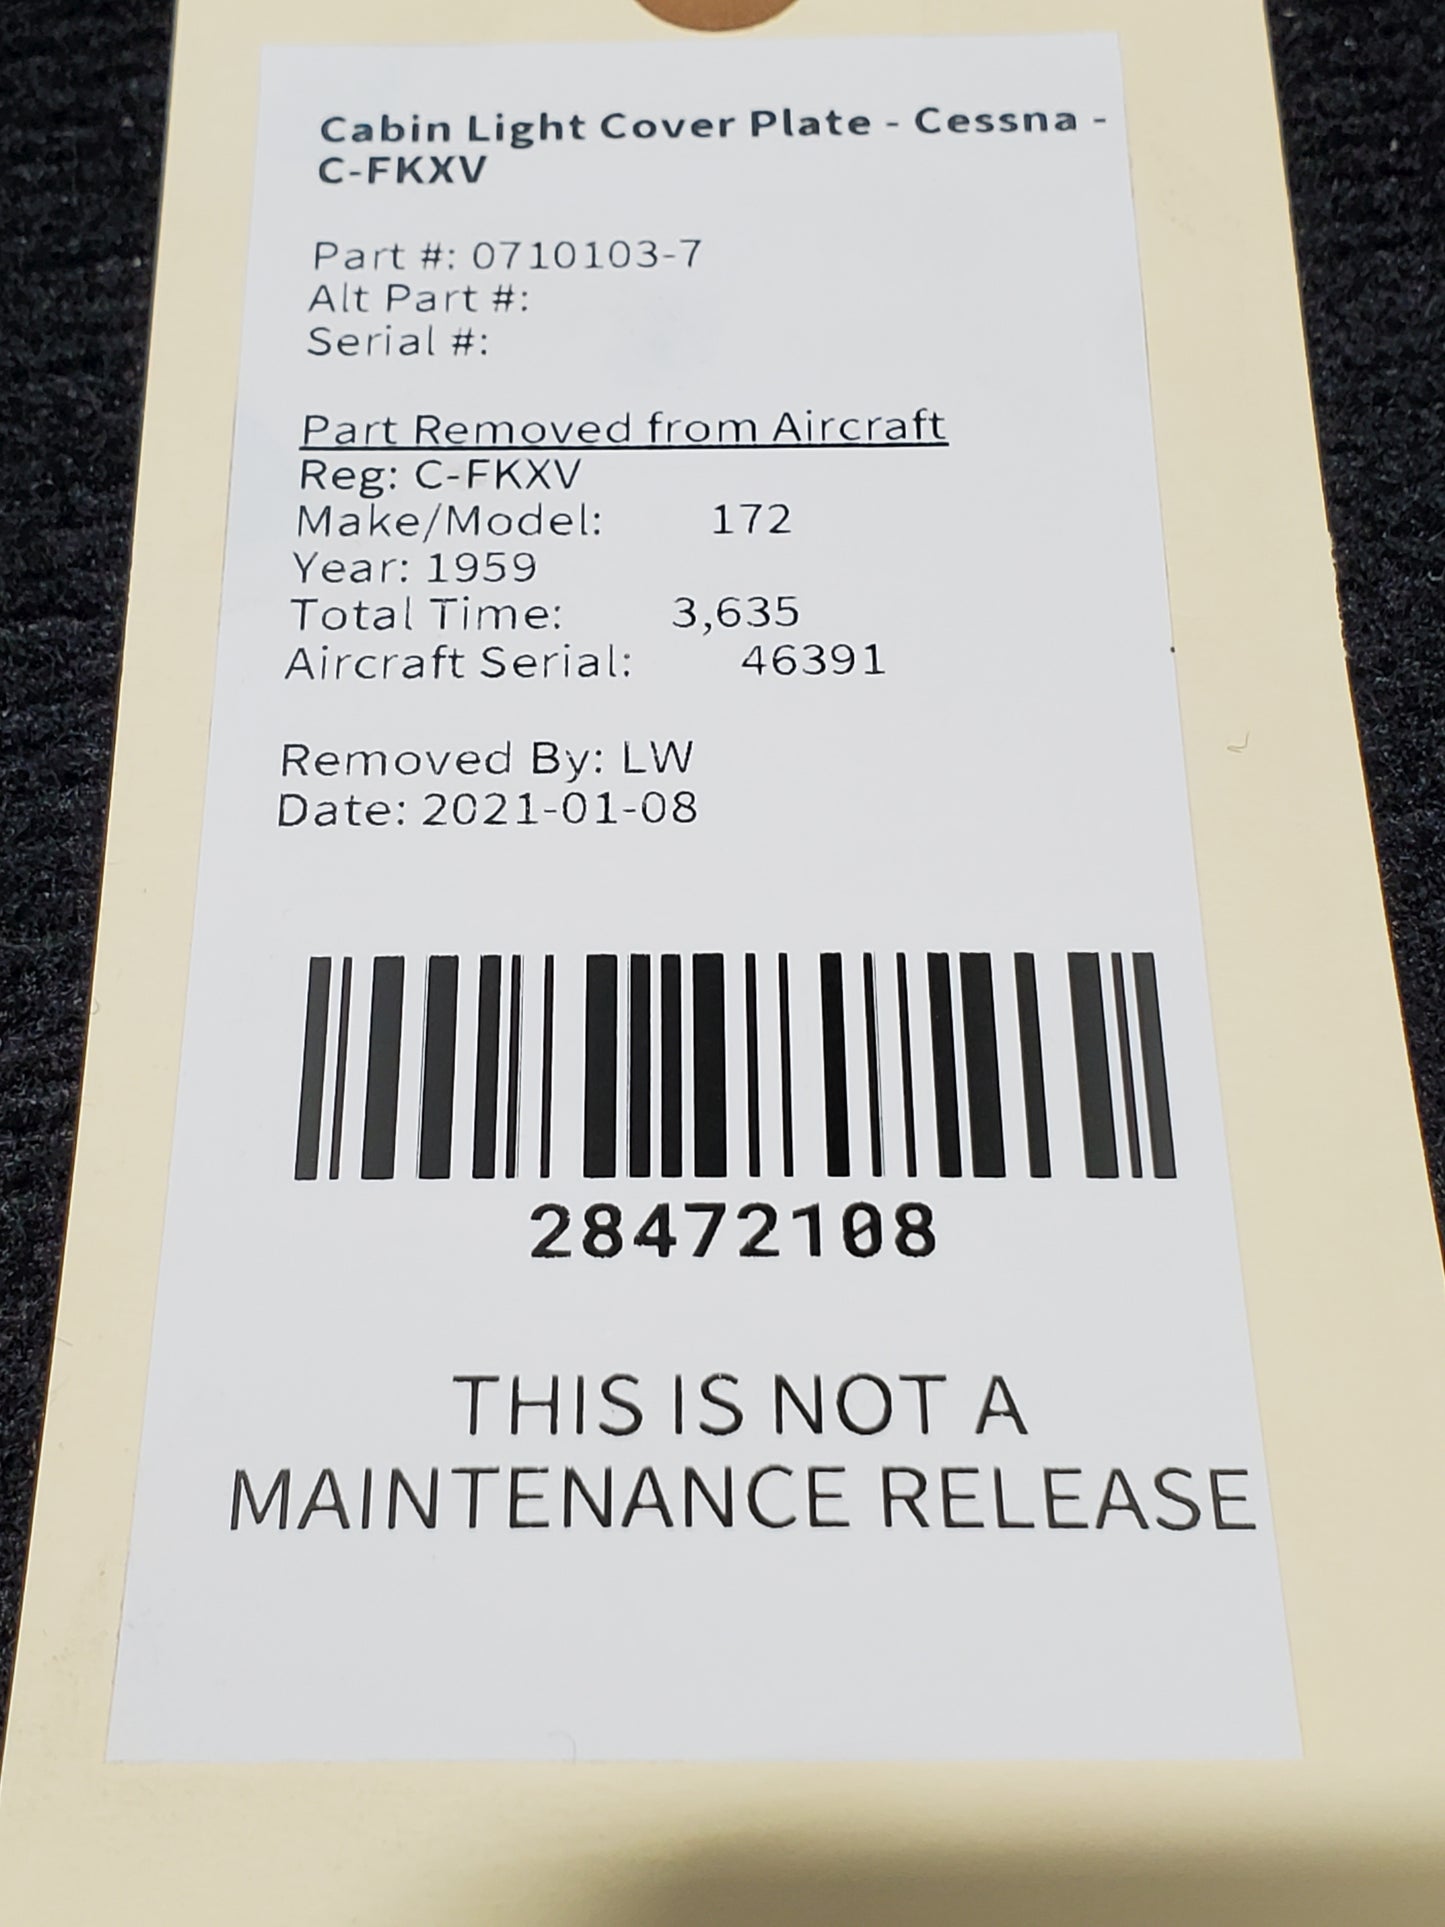 Cabin Light Cover Plate - Cessna -
C-FKXV
Part #: 0710103-7
Alt Part #:
Serial #:
Part Removed from Aircraft
Reg: C-FKXV
Make/Model: 172
Year: 1959
Total Time: 3,635
Aircraft Serial: 46391
Removed By: LW
Date: 2021-01-08
28472108
THIS IS NOT A
MAINTENANCE RELEASE